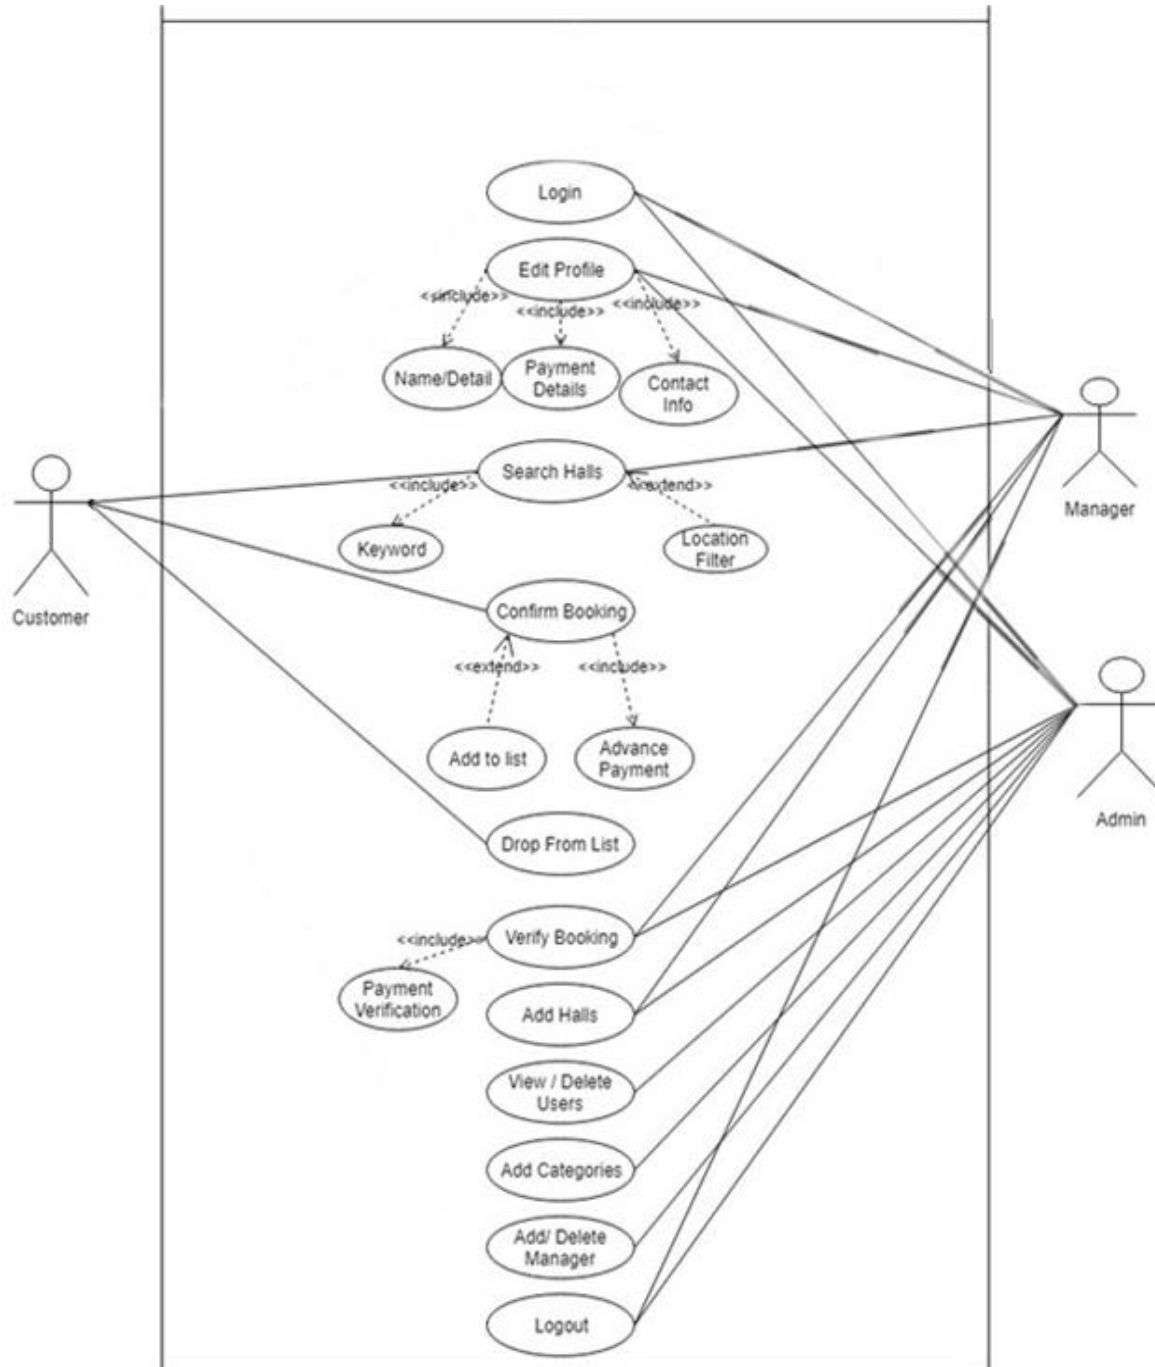 Login
Edit Profile
<<include>>
<<include>>
<<include>>
Name/Detail
Payment
Details
Contact
Info
Search Halls
<<include>>
<<extend>>
Keyword
Location
Filter
Customer
Manager
Confirm Booking
<<extend>>
<<include>>
Add to list
Advance
Payment
Admin
Drop From List
Verify Booking
<<include>>
Payment
Verification
Add Halls
View / Delete
Users
Add Categories
Add/ Delete
Manager
Logout